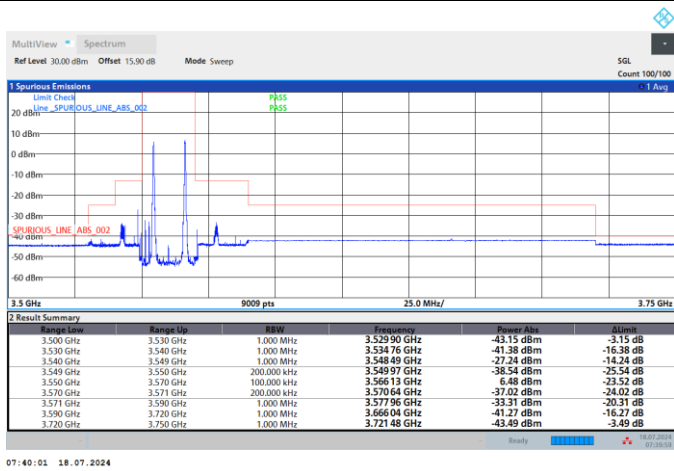 MultiView Spectrum
Ref Level 30.00 dBm Offset 15.90 dB Mode Sweep SGL
Count 100/100
1 Spurious Emissions 1 Avg
Limit Check PASS
Line _SPURIOUS_LINE_ABS_002 PASS
20 dBm
10 dBm
0 dBm
-10 dBm
-20 dBm
-30 dBm
SPURIOUS_LINE_ABS_002
-40 dBm
-50 dBm
-60 dBm
3.5 GHz 9009 pts 25.0 MHz/ 3.75 GHz
2 Result Summary
Range Low Range Up RBW Frequency Power Abs ΔLimit
3.500 GHz 3.530 GHz 1.000 MHz 3.529 90 GHz -43.15 dBm -3.15 dB
3.530 GHz 3.540 GHz 1.000 MHz 3.534 76 GHz -41.38 dBm -16.38 dB
3.540 GHz 3.549 GHz 1.000 MHz 3.548 49 GHz -27.24 dBm -14.24 dB
3.549 GHz 3.550 GHz 200.000 kHz 3.549 97 GHz -38.54 dBm -25.54 dB
3.550 GHz 3.570 GHz 100.000 kHz 3.566 13 GHz 6.48 dBm -23.52 dB
3.570 GHz 3.571 GHz 200.000 kHz 3.570 64 GHz -37.02 dBm -24.02 dB
3.571 GHz 3.590 GHz 1.000 MHz 3.577 96 GHz -33.31 dBm -20.31 dB
3.590 GHz 3.720 GHz 1.000 MHz 3.666 04 GHz -41.27 dBm -16.27 dB
3.720 GHz 3.750 GHz 1.000 MHz 3.721 48 GHz -43.49 dBm -3.49 dB
Ready 18.07.2024
07:39:58
07:40:01 18.07.2024